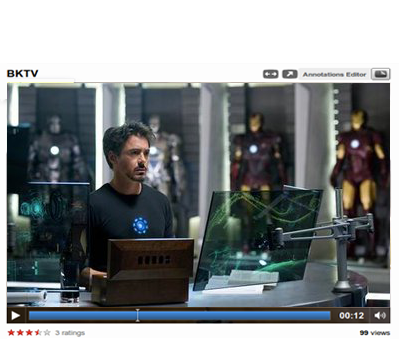 BKTV
Annotations Editor
00:12
3 ratings
99 views